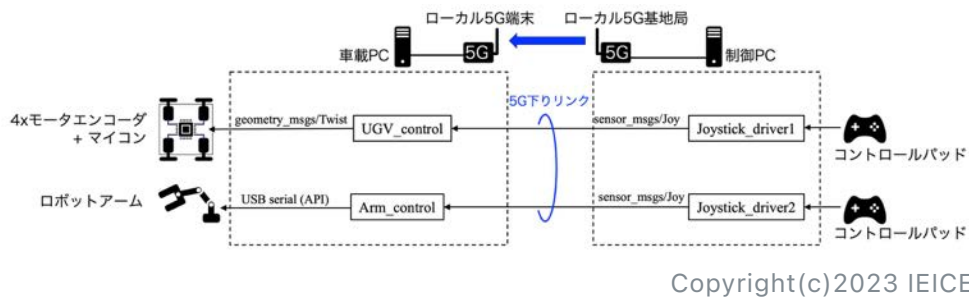 ローカル5G端末
ローカル5G基地局
車載PC
5G
5G
制御PC
4xモータエンコーダ
+ マイコン
geometry_msgs/Twist
UGV_control
5G下りリンク
sensor_msgs/Joy
Joystick_driver1
コントロールパッド
ロボットアーム
USB serial (API)
Arm_control
sensor_msgs/Joy
Joystick_driver2
コントロールパッド
Copyright(c)2023 IEICE